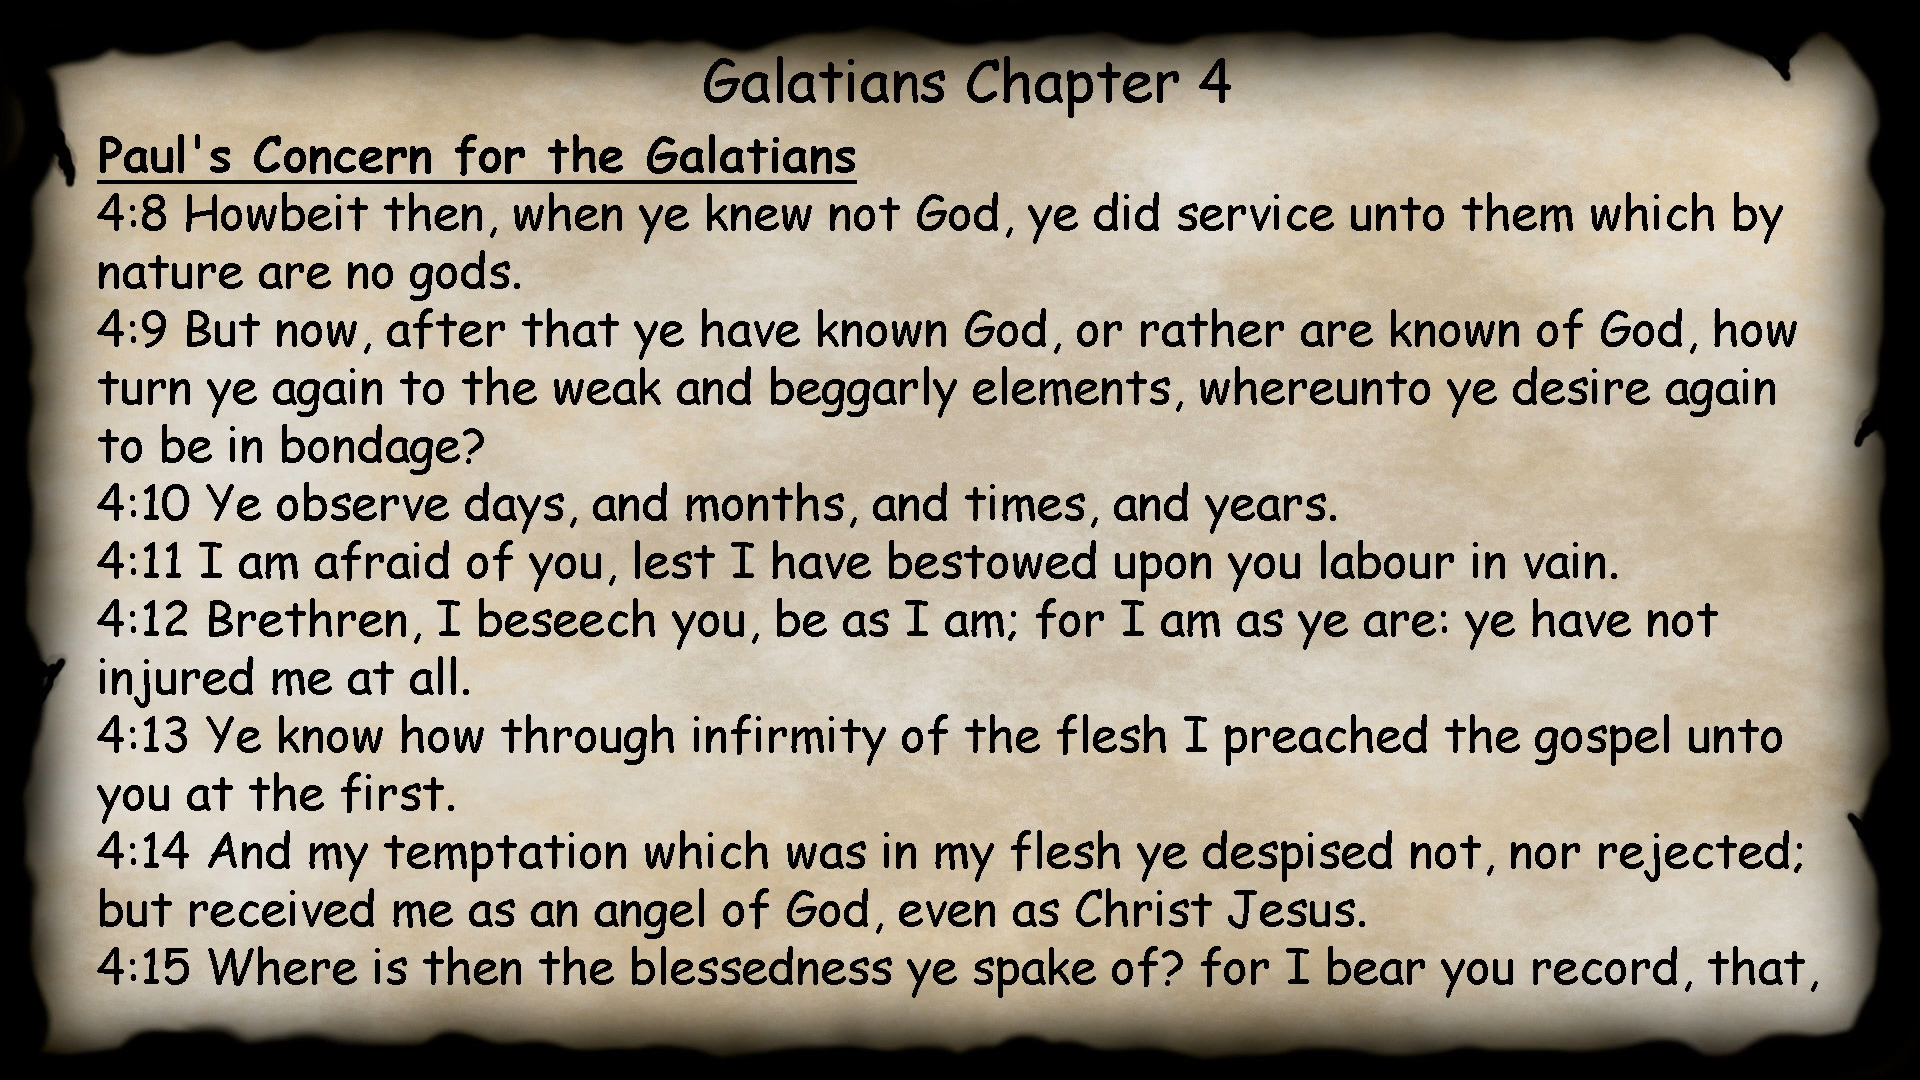 Galatians Chapter 4
Paul's Concern for the Galatians
4:8 Howbeit then, when ye knew not God, ye did service unto them which by
nature are no gods.
4:9 But now, after that ye have known God, or rather are known of God, how
turn ye again to the weak and beggarly elements, whereunto ye desire again
to be in bondage?
4:10 Ye observe days, and months, and times, and years.
4:11 I am afraid of you, lest I have bestowed upon you labour in vain.
4:12 Brethren, I beseech you, be as I am; for I am as ye are: ye have not
injured me at all.
4:13 Ye know how through infirmity of the flesh I preached the gospel unto
you at the first.
4:14 And my temptation which was in my flesh ye despised not, nor rejected;
but received me as an angel of God, even as Christ Jesus.
4:15 Where is then the blessedness ye spake of? for I bear you record, that,